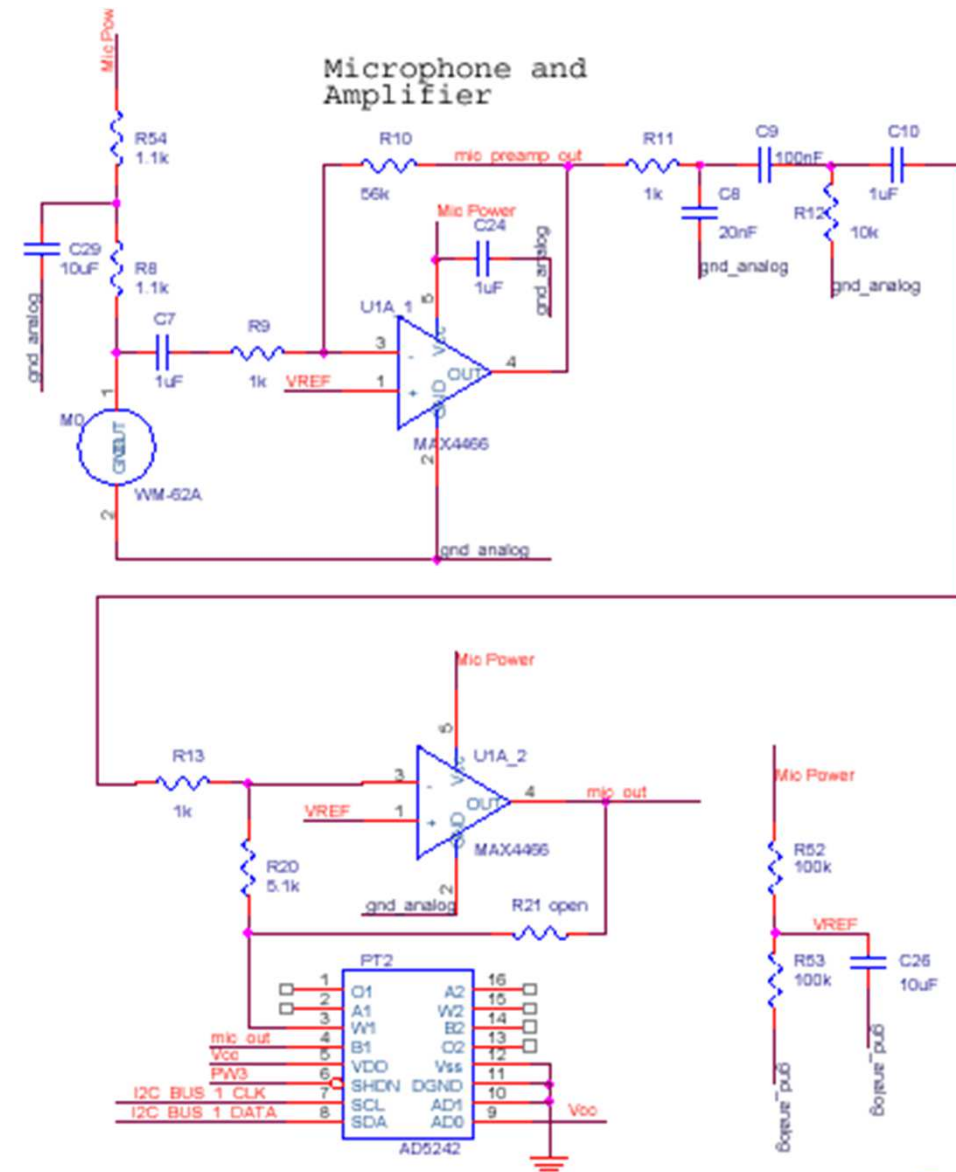 Mic Pow
Microphone and
Amplifier
R54
1.1k
C29
10uF
gnd_analog
R8
1.1k
C7
1uF
R9
1k
R10
56k
mic_preamp_out
Mic Power
C24
1uF
gnd_analog
R11
1k
C8
20nF
gnd_analog
C9
100nF
R12
10k
gnd_analog
C10
1uF
U1A_1
3
-
VREF
1
+
5
Vcc
OUT
4
GND
2
MAX4466
1
M0
WM-62A
2
gnd_analog
Mic Power
R13
1k
5
U1A_2
3
-
Vcc
VREF
1
+
OUT
4
mic_out
GND
MAX4466
2
gnd_analog
R20
5.1k
R21 open
Mic Power
R52
100k
VREF
R53
100k
C26
10uF
gnd_analog
gnd_analog
PT2
1 O1 A2 16
2 A1 W2 15
3 W1 B2 14
mic_out 4 B1 O2 13
Vcc 5 VDD Vss 12
PW3 6 SHDN DGND 11
I2C_BUS_1_CLK 7 SCL AD1 10
I2C_BUS_1_DATA 8 SDA AD0 9 Vcc
AD5242